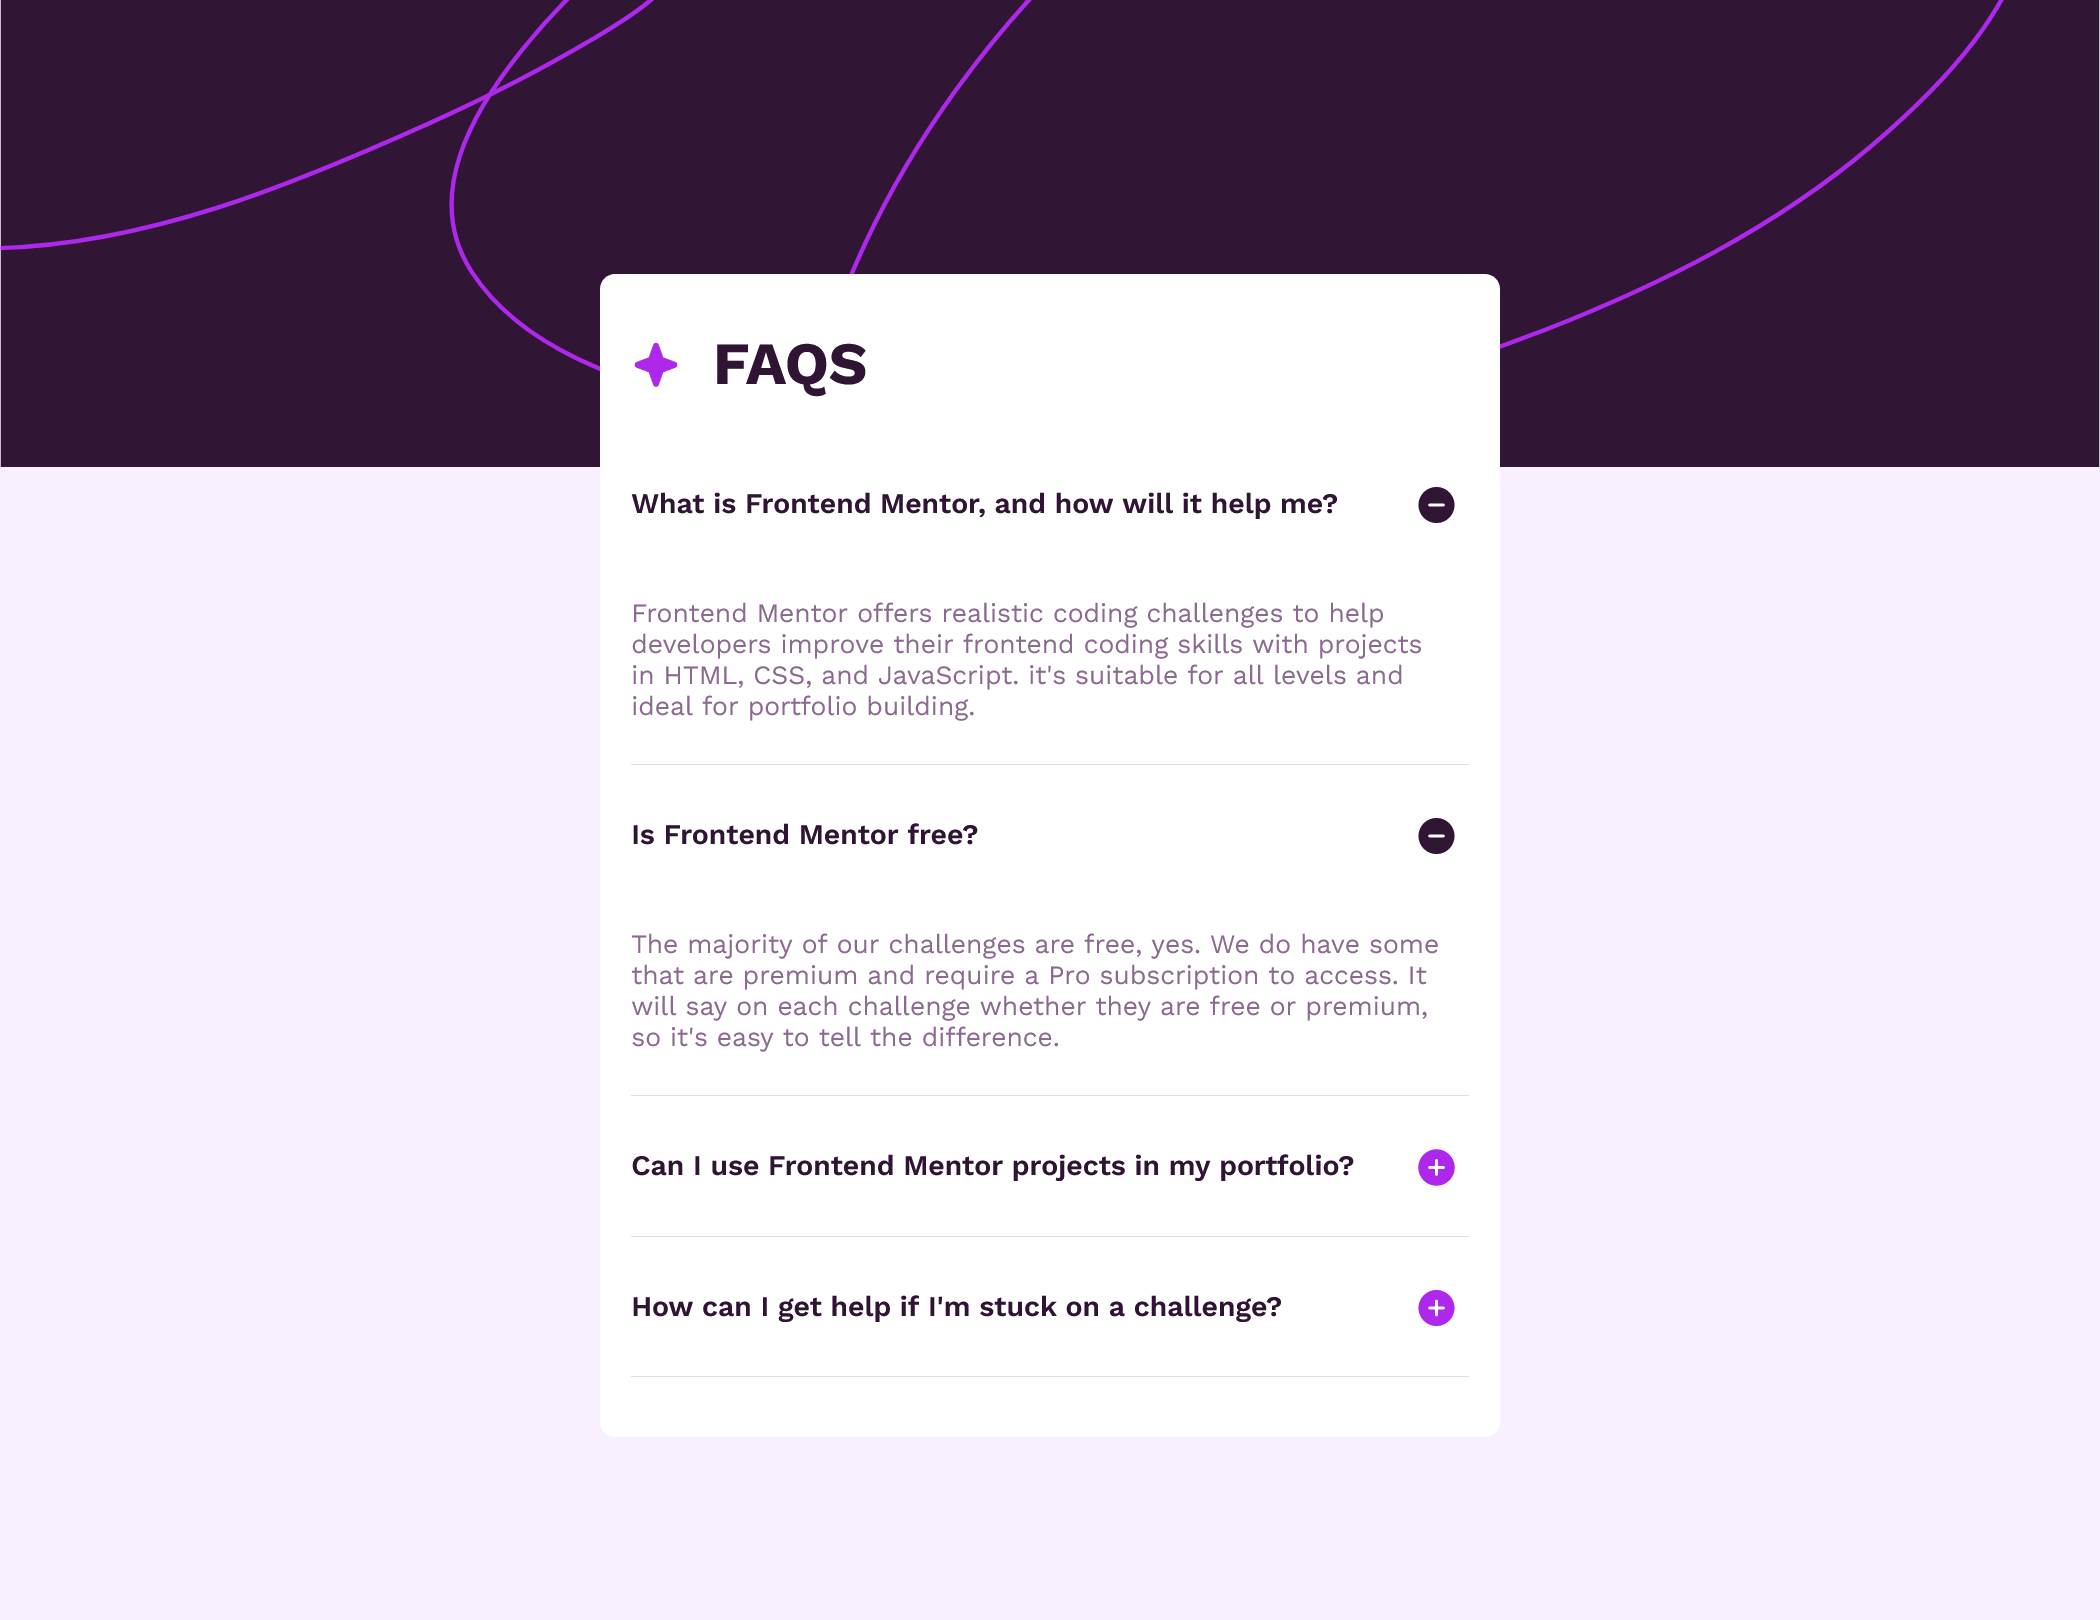 FAQS
What is Frontend Mentor, and how will it help me?
Frontend Mentor offers realistic coding challenges to help
developers improve their frontend coding skills with projects
in HTML, CSS, and JavaScript. it's suitable for all levels and
ideal for portfolio building.
Is Frontend Mentor free?
The majority of our challenges are free, yes. We do have some
that are premium and require a Pro subscription to access. It
will say on each challenge whether they are free or premium,
so it's easy to tell the difference.
Can I use Frontend Mentor projects in my portfolio?
How can I get help if I'm stuck on a challenge?